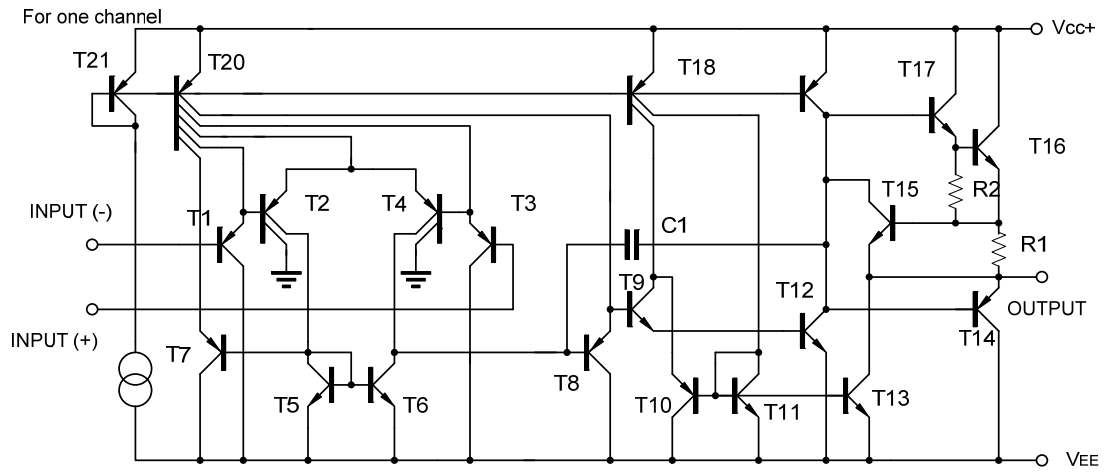 For one channel
Vcc+
T21
T20
T18
T17
T16
T15
R2
INPUT (-)
T1
T2
T4
T3
C1
R1
T9
T12
OUTPUT
INPUT (+)
T7
T8
T14
T5
T6
T10
T11
T13
VEE